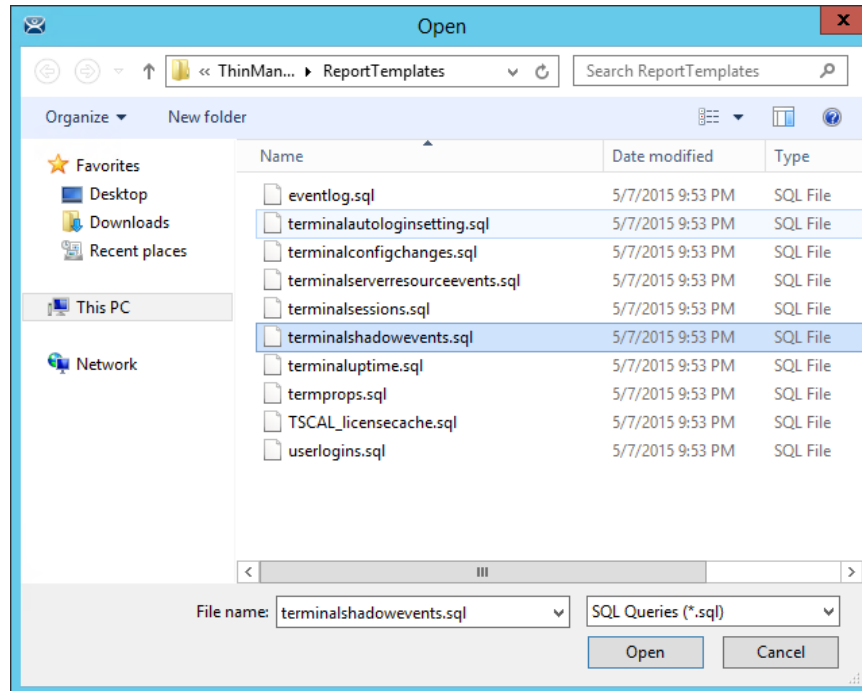 Open
x
« ThinMan... ▸ ReportTemplates
Search ReportTemplates
Organize
New folder
Favorites
Desktop
Downloads
Recent places
This PC
Network
Name Date modified Type
eventlog.sql 5/7/2015 9:53 PM SQL File
terminalautologinsetting.sql 5/7/2015 9:53 PM SQL File
terminalconfigchanges.sql 5/7/2015 9:53 PM SQL File
terminalserverresourceevents.sql 5/7/2015 9:53 PM SQL File
terminalsessions.sql 5/7/2015 9:53 PM SQL File
terminalshadowevents.sql 5/7/2015 9:53 PM SQL File
terminaluptime.sql 5/7/2015 9:53 PM SQL File
termprops.sql 5/7/2015 9:53 PM SQL File
TSCAL_licensecache.sql 5/7/2015 9:53 PM SQL File
userlogins.sql 5/7/2015 9:53 PM SQL File
File name: terminalshadowevents.sql
SQL Queries (*.sql)
Open
Cancel